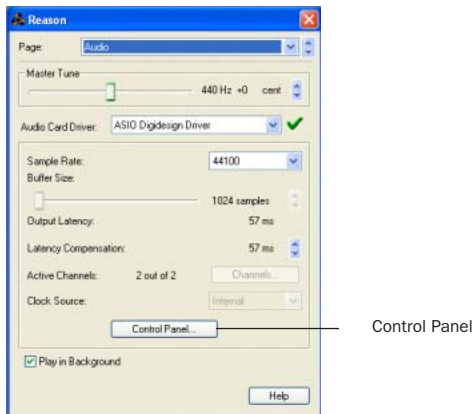 Reason
Page: Audio
Master Tune
440 Hz +0 cent
Audio Card Driver: ASIO Digidesign Driver
Sample Rate: 44100
Buffer Size:
1024 samples
Output Latency: 57 ms
Latency Compensation: 57 ms
Active Channels: 2 out of 2 Channels...
Clock Source: Internal
Control Panel... Control Panel
Play in Background
Help